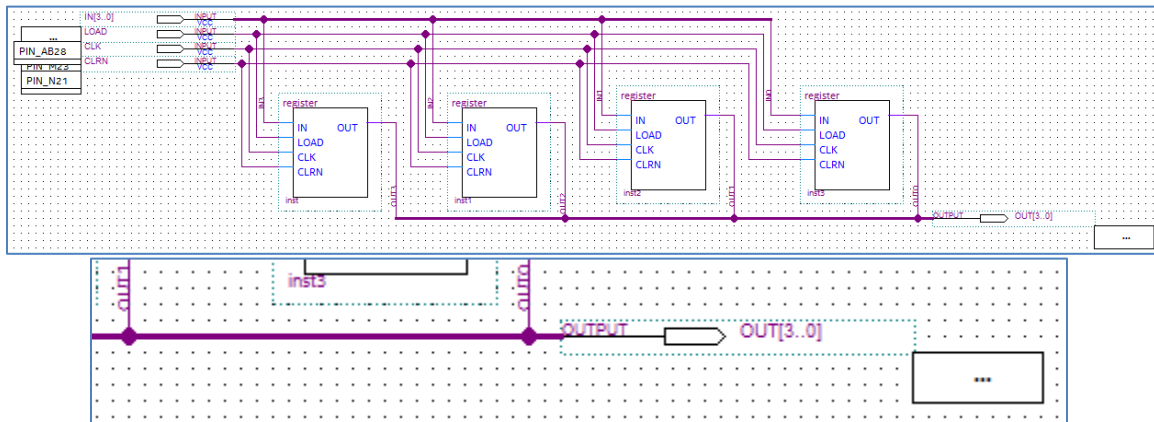 IN[3..0] INPUT VCC
LOAD INPUT VCC
CLK INPUT VCC
CLRN INPUT VCC
...
PIN_AB28
PIN_M23
PIN_N21
IN3 IN2 IN1 IN0
register
IN OUT
LOAD
CLK
CLRN
inst
OUT3
register
IN OUT
LOAD
CLK
CLRN
inst1
OUT2
register
IN OUT
LOAD
CLK
CLRN
inst2
OUT1
register
IN OUT
LOAD
CLK
CLRN
inst3
OUT0
OUTPUT OUT[3..0]
...
OUT1
inst3
OUT0
OUTPUT OUT[3..0]
...